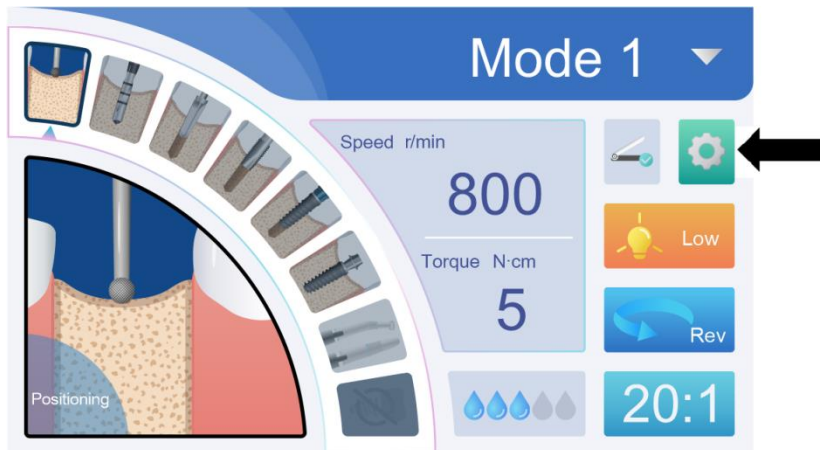 Mode 1
Speed r/min
800
Torque N·cm
5
Low
Rev
20:1
Positioning